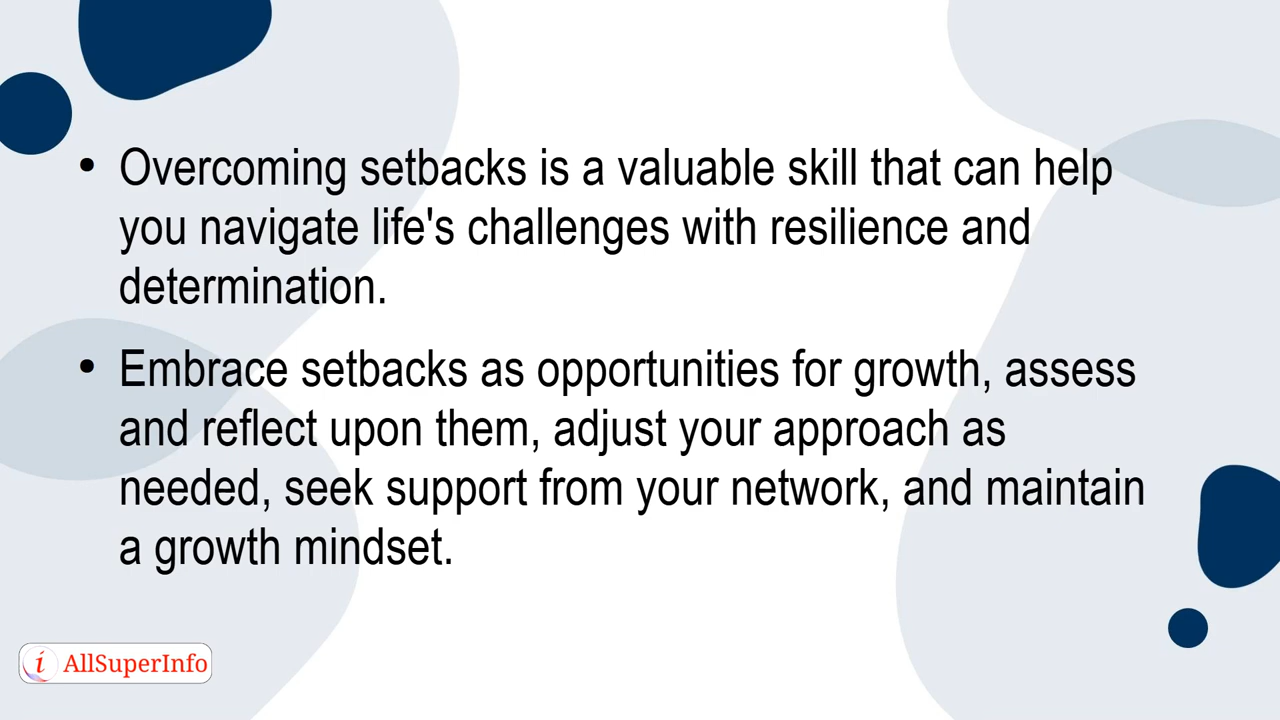 • Overcoming setbacks is a valuable skill that can help
you navigate life's challenges with resilience and
determination.
• Embrace setbacks as opportunities for growth, assess
and reflect upon them, adjust your approach as
needed, seek support from your network, and maintain
a growth mindset.
i AllSuperInfo